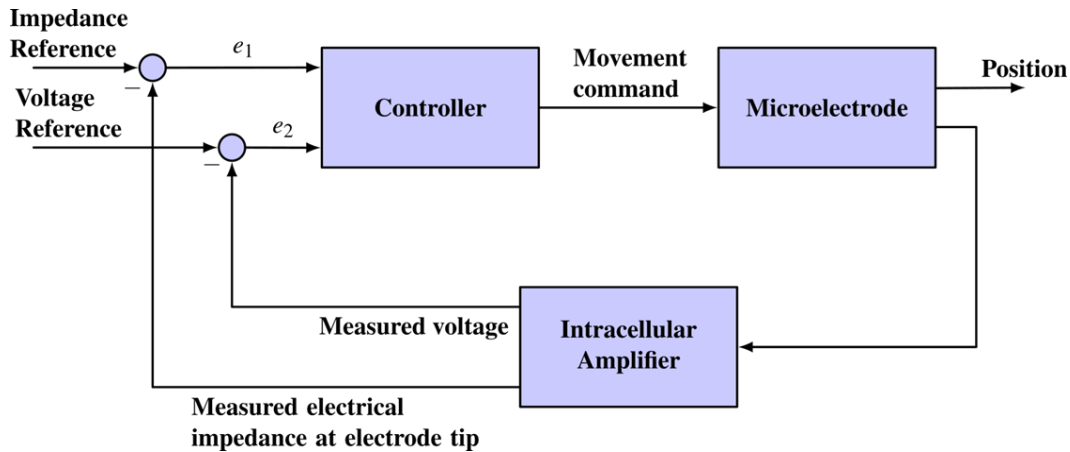 Impedance
Reference
e₁
Voltage
Reference
e₂
Controller
Movement
command
Microelectrode
Position
−
−
Measured voltage
Intracellular
Amplifier
Measured electrical
impedance at electrode tip